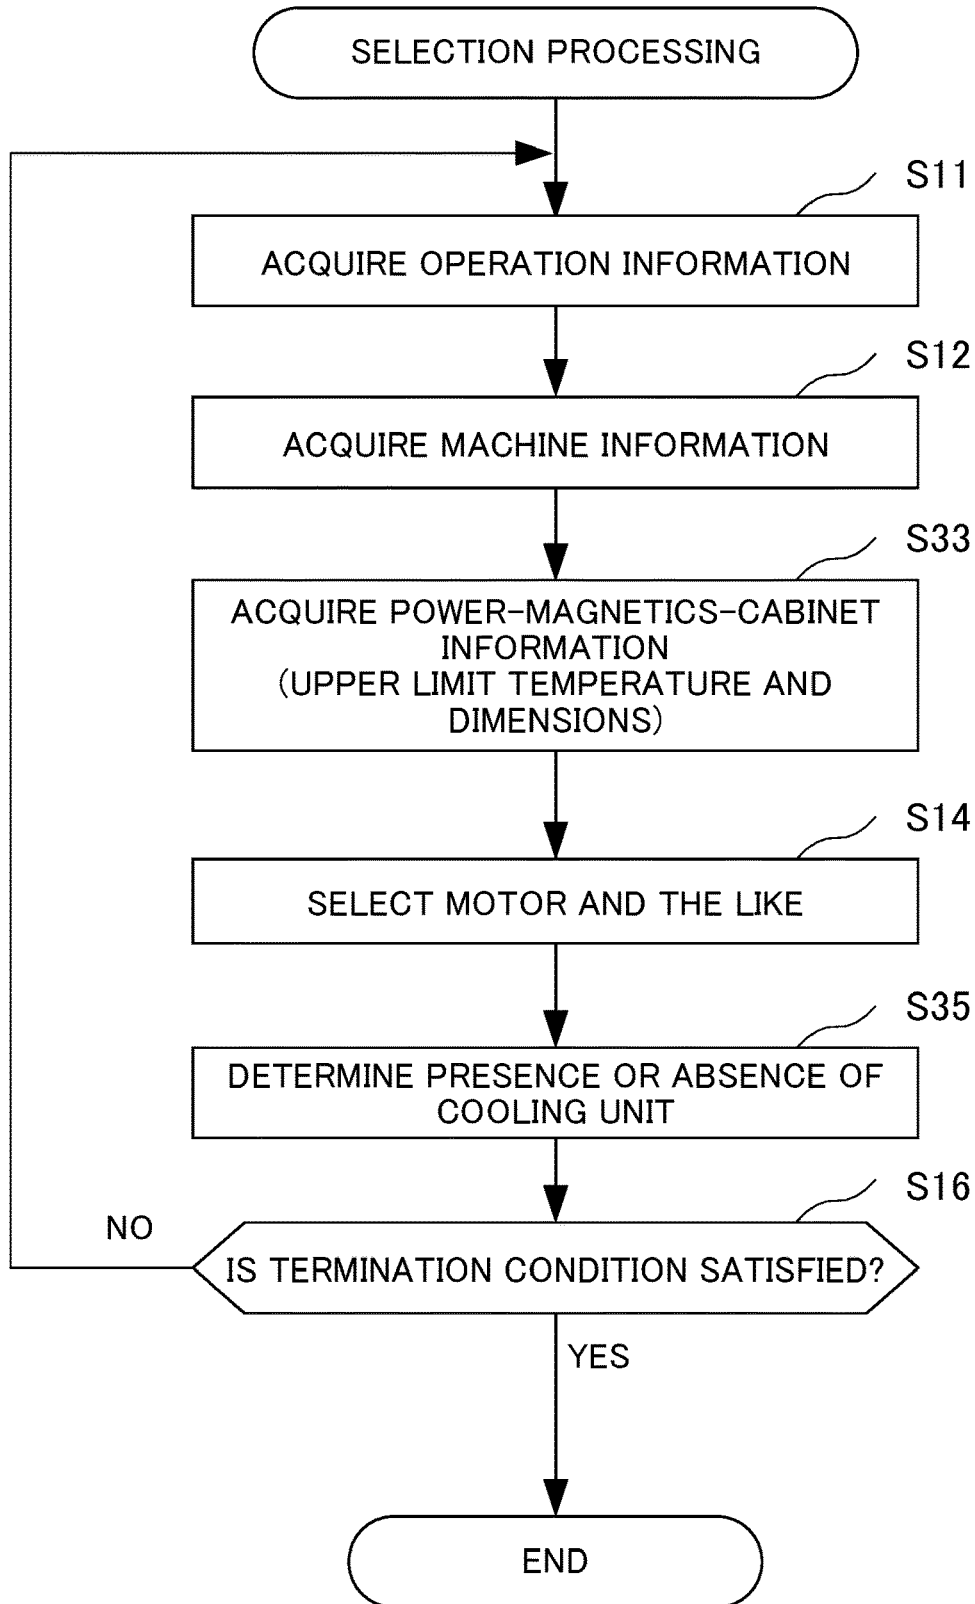 SELECTION PROCESSING
S11
ACQUIRE OPERATION INFORMATION
S12
ACQUIRE MACHINE INFORMATION
S33
ACQUIRE POWER-MAGNETICS-CABINET
INFORMATION
(UPPER LIMIT TEMPERATURE AND
DIMENSIONS)
S14
SELECT MOTOR AND THE LIKE
S35
DETERMINE PRESENCE OR ABSENCE OF
COOLING UNIT
S16
NO
IS TERMINATION CONDITION SATISFIED?
YES
END